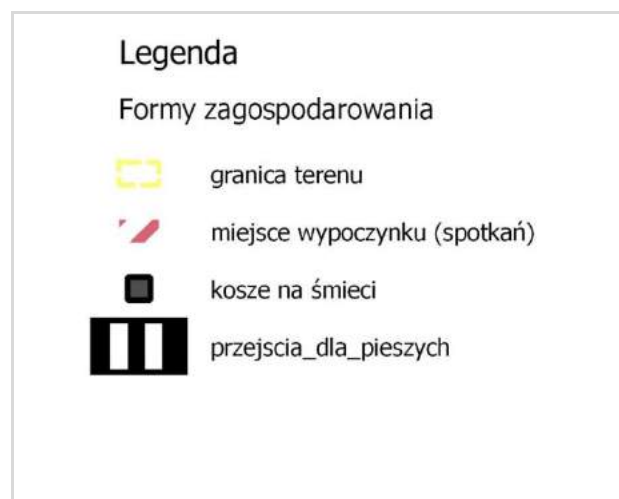 Legenda
Formy zagospodarowania
granica terenu
miejsce wypoczynku (spotkań)
kosze na śmieci
przejscia_dla_pieszych